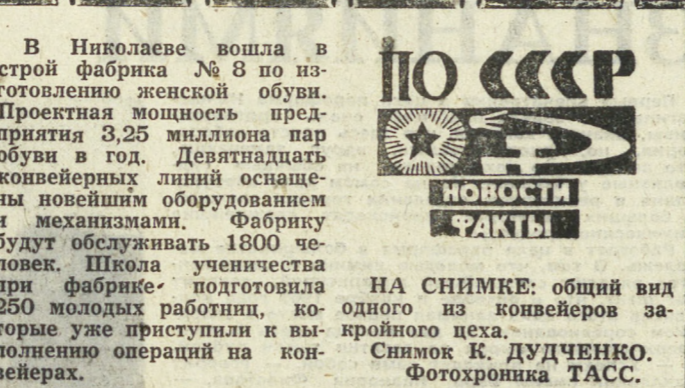 В Николаеве вошла в
строй фабрика № 8 по из-
готовлению женской обуви.
Проектная мощность пред-
приятия 3,25 миллиона пар
обуви в год. Девятнадцать
конвейерных линий оснаще-
ны новейшим оборудованием
и механизмами. Фабрику
будут обслуживать 1800 че-
ловек. Школа ученичества
при фабрике подготовила
250 молодых работниц, ко-
торые уже приступили к вы-
полнению операций на кон-
вейерах.
ПО СССР
НОВОСТИ
ФАКТЫ
НА СНИМКЕ: общий вид
одного из конвейеров за-
кройного цеха.
Снимок К. ДУДЧЕНКО.
Фотохроника ТАСС.